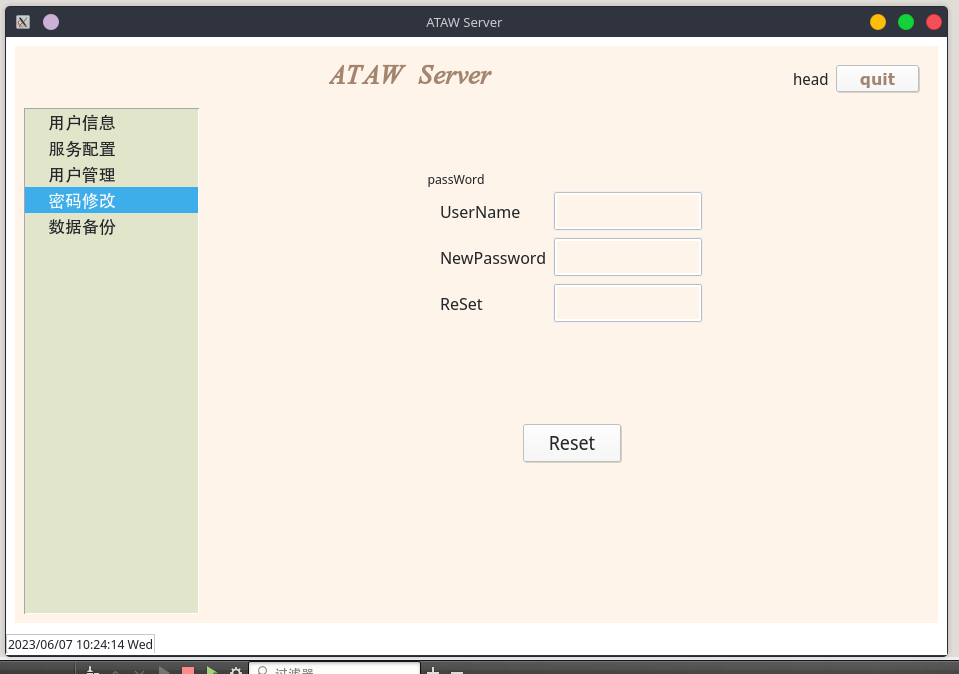 ATAW Server
ATAW Server
head
quit
用户信息
服务配置
用户管理
密码修改
数据备份
passWord
UserName
NewPassword
ReSet
Reset
2023/06/07 10:24:14 Wed
过滤器